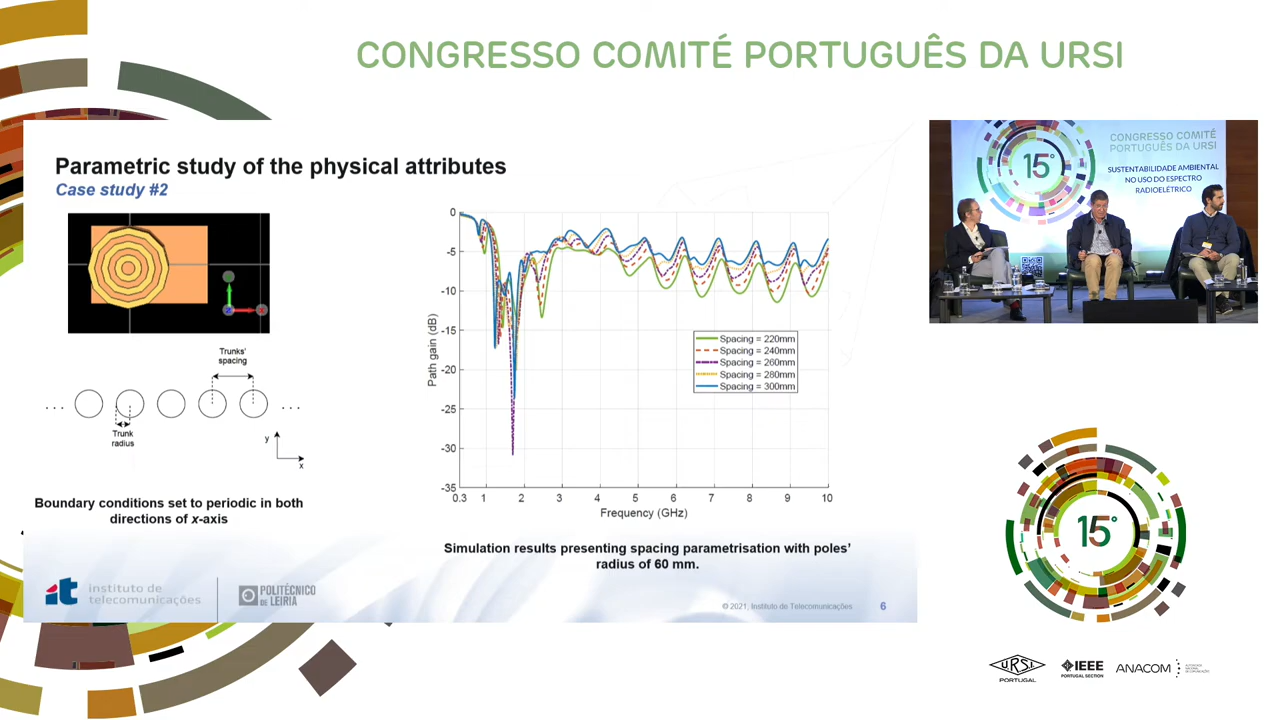 CONGRESSO COMITÉ PORTUGUÊS DA URSI
Parametric study of the physical attributes
Case study #2
Trunks'
spacing
. . .
. . .
Trunk
radius
y
x
Boundary conditions set to periodic in both
directions of x-axis
0
-5
-10
-15
-20
-25
-30
-35
Path gain (dB)
0.3 1 2 3 4 5 6 7 8 9 10
Frequency (GHz)
Spacing = 220mm
Spacing = 240mm
Spacing = 260mm
Spacing = 280mm
Spacing = 300mm
Simulation results presenting spacing parametrisation with poles'
radius of 60 mm.
it instituto de
telecomunicações
POLITÉCNICO
DE LEIRIA
© 2021, Instituto de Telecomunicações
6
CONGRESSO COMITÉ
PORTUGUÊS DA URSI
15°
SUSTENTABILIDADE AMBIENTAL
NO USO DO ESPECTRO
RADIOELÉTRICO
15°
URSI
PORTUGAL
IEEE
PORTUGAL SECTION
ANACOM